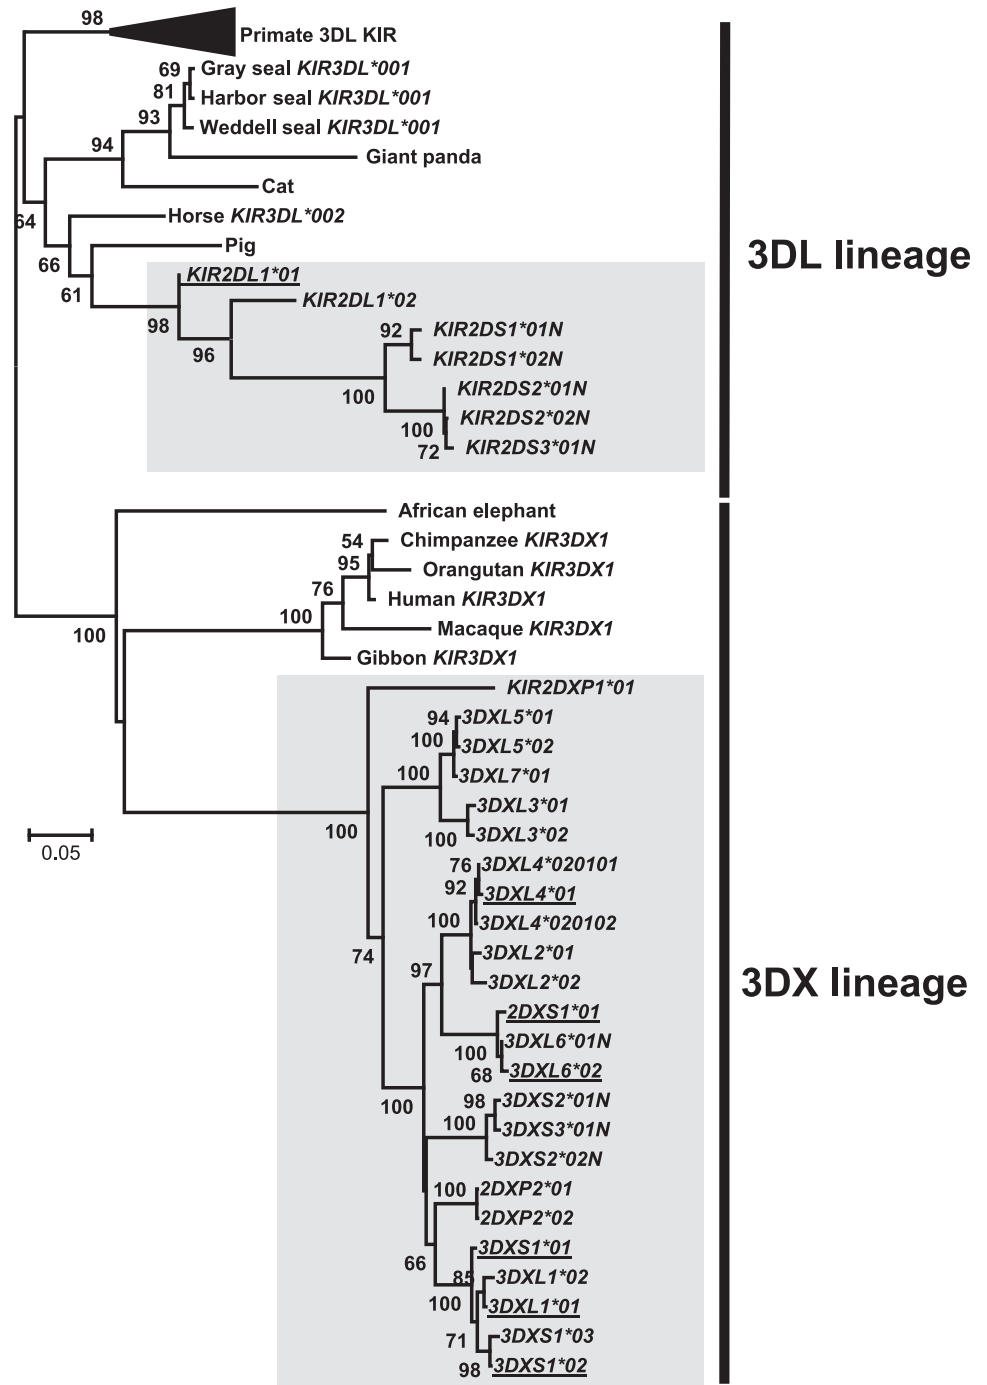 98
Primate 3DL KIR
69
Gray seal KIR3DL*001
81
Harbor seal KIR3DL*001
93
Weddell seal KIR3DL*001
94
Giant panda
Cat
64
Horse KIR3DL*002
66
Pig
61
KIR2DL1*01
98
KIR2DL1*02
96
92
KIR2DS1*01N
KIR2DS1*02N
100
KIR2DS2*01N
100
KIR2DS2*02N
72
KIR2DS3*01N
3DL lineage
African elephant
54
Chimpanzee KIR3DX1
95
Orangutan KIR3DX1
76
Human KIR3DX1
100
Macaque KIR3DX1
100
Gibbon KIR3DX1
KIR2DXP1*01
94
3DXL5*01
100
3DXL5*02
100
3DXL7*01
3DXL3*01
100
3DXL3*02
100
0.05
76
3DXL4*020101
92
3DXL4*01
100
3DXL4*020102
74
3DXL2*01
97
3DXL2*02
2DXS1*01
100
3DXL6*01N
68
3DXL6*02
100
98
3DXS2*01N
100
3DXS3*01N
3DXS2*02N
100
2DXP2*01
2DXP2*02
66
3DXS1*01
85
3DXL1*02
100
3DXL1*01
71
3DXS1*03
98
3DXS1*02
3DX lineage